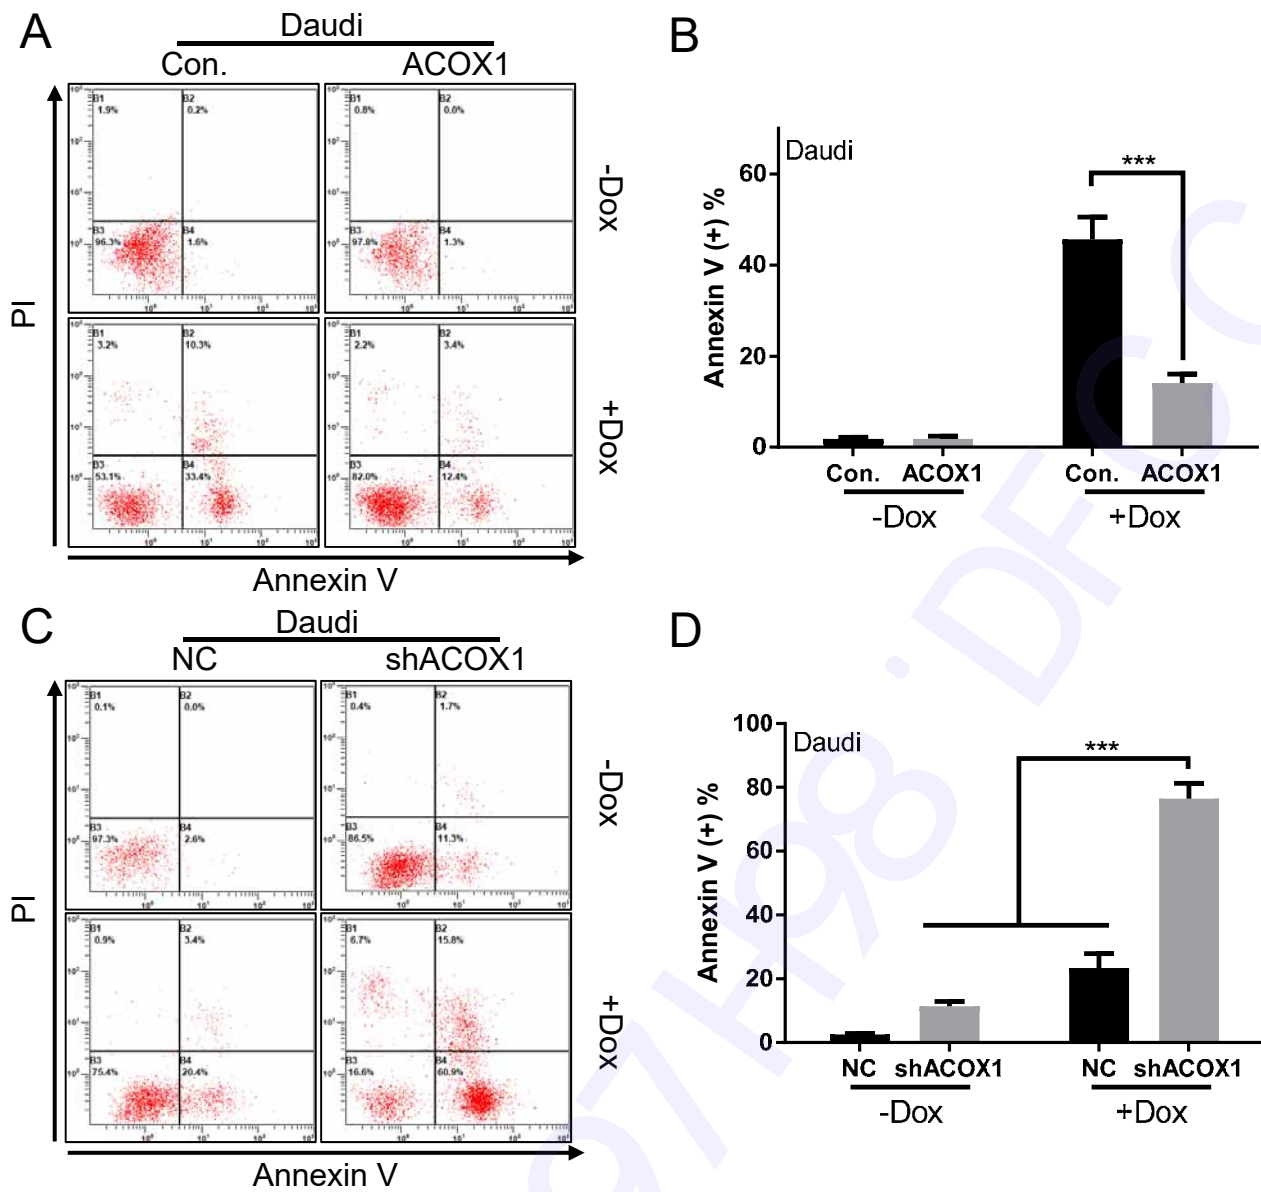 A
Daudi
Con. ACOX1
B1
1.9%
B2
0.2%
B3
96.3%
B4
1.6%
B1
0.8%
B2
0.0%
B3
97.8%
B4
1.3%
-Dox
B1
3.2%
B2
10.3%
B3
53.1%
B4
33.4%
B1
2.2%
B2
3.4%
B3
82.0%
B4
12.4%
+Dox
PI
Annexin V
B
Daudi
***
Annexin V (+) %
60
40
20
0
Con. ACOX1 Con. ACOX1
-Dox +Dox
C
Daudi
NC shACOX1
B1
0.1%
B2
0.0%
B3
97.3%
B4
2.6%
B1
0.4%
B2
1.7%
B3
86.5%
B4
11.3%
-Dox
B1
0.9%
B2
3.4%
B3
75.4%
B4
20.4%
B1
6.7%
B2
15.8%
B3
16.6%
B4
60.9%
+Dox
PI
Annexin V
D
Daudi
***
Annexin V (+) %
100
80
60
40
20
0
NC shACOX1 NC shACOX1
-Dox +Dox